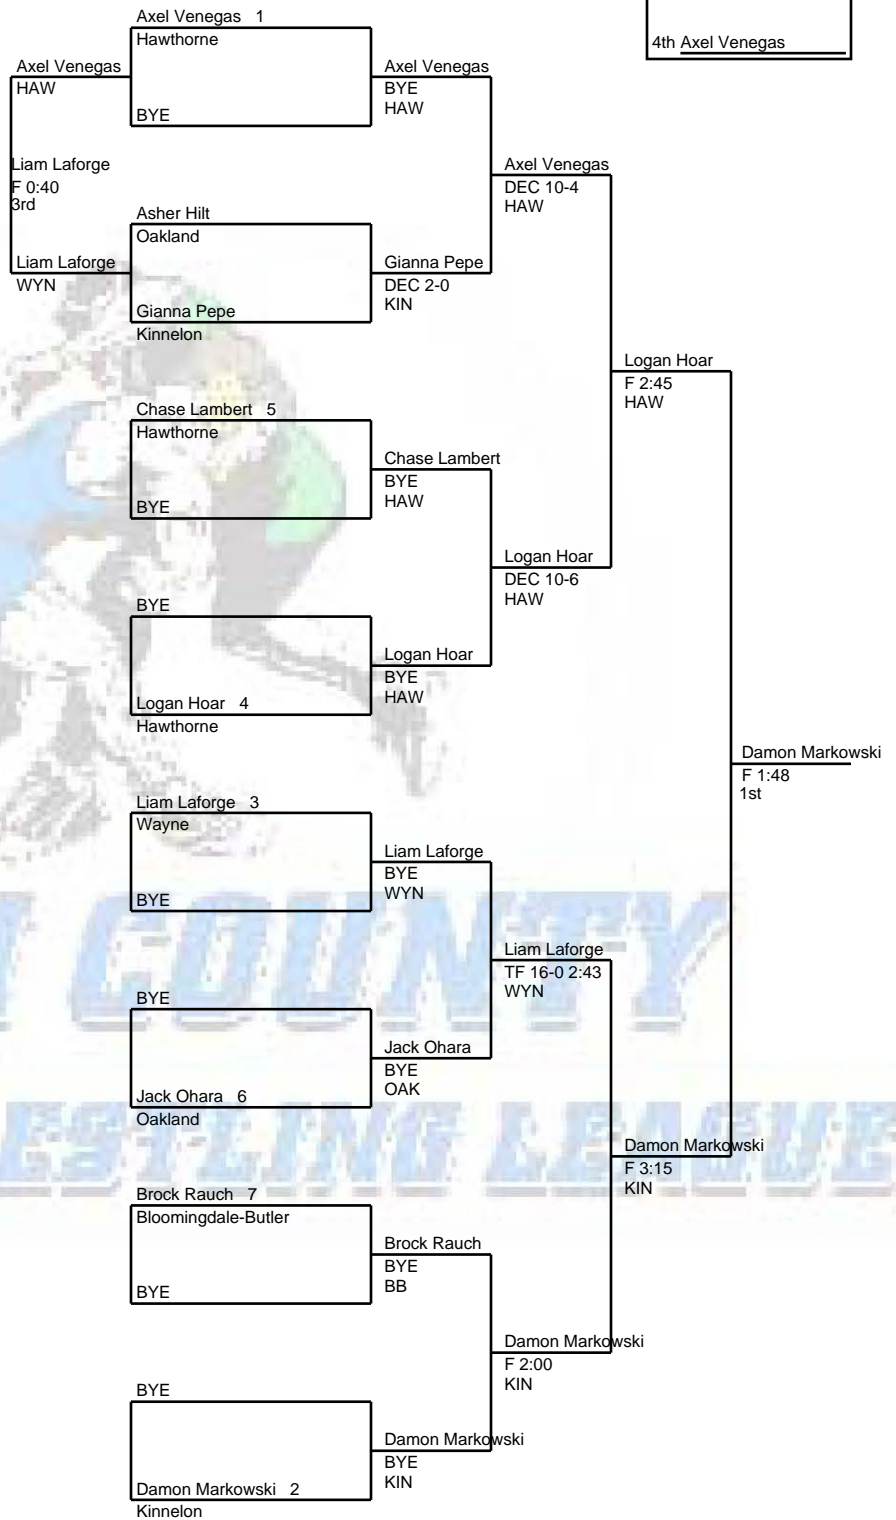 4th Axel Venegas
Axel Venegas 1
Hawthorne
BYE
Axel Venegas
HAW
Liam Laforge
F 0:40
3rd
Liam Laforge
WYN
Asher Hilt
Oakland
Gianna Pepe
Kinnelon
Chase Lambert 5
Hawthorne
BYE
BYE
Logan Hoar 4
Hawthorne
Liam Laforge 3
Wayne
BYE
BYE
Jack Ohara 6
Oakland
Brock Rauch 7
Bloomingdale-Butler
BYE
BYE
Damon Markowski 2
Kinnelon
Axel Venegas
BYE
HAW
Gianna Pepe
DEC 2-0
KIN
Chase Lambert
BYE
HAW
Logan Hoar
BYE
HAW
Liam Laforge
BYE
WYN
Jack Ohara
BYE
OAK
Brock Rauch
BYE
BB
Damon Markowski
BYE
KIN
Axel Venegas
DEC 10-4
HAW
Logan Hoar
DEC 10-6
HAW
Liam Laforge
TF 16-0 2:43
WYN
Damon Markowski
F 2:00
KIN
Logan Hoar
F 2:45
HAW
Damon Markowski
F 3:15
KIN
Damon Markowski
F 1:48
1st
COUNTY
LEAGUE